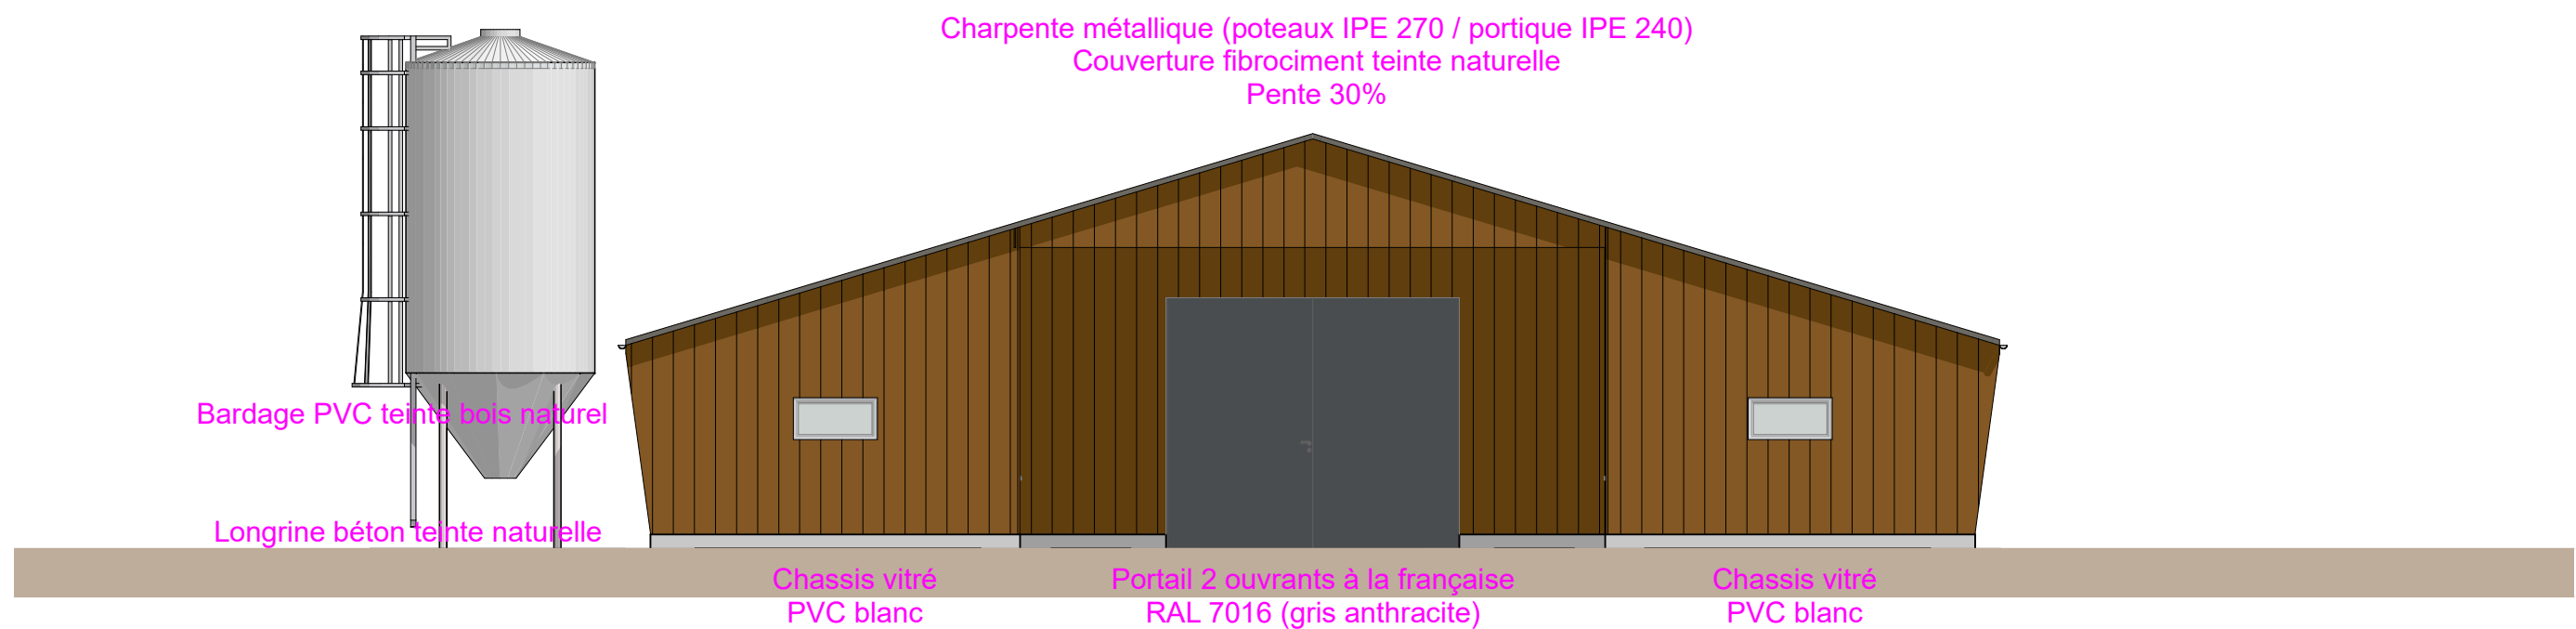 Charpente métallique (poteaux IPE 270 / portique IPE 240)
Couverture fibrociment teinte naturelle
Pente 30%
Bardage PVC teinte bois naturel
Longrine béton teinte naturelle
Chassis vitré
PVC blanc
Portail 2 ouvrants à la française
RAL 7016 (gris anthracite)
Chassis vitré
PVC blanc